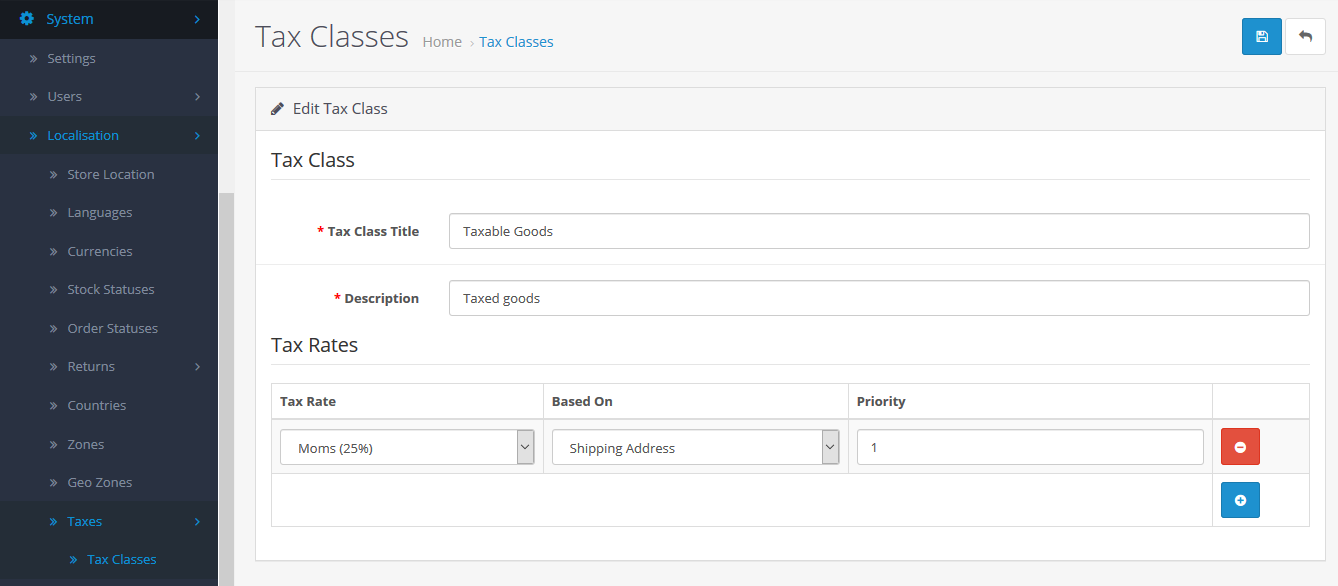 System
Settings
Users
Localisation
Store Location
Languages
Currencies
Stock Statuses
Order Statuses
Returns
Countries
Zones
Geo Zones
Taxes
Tax Classes
Tax Classes Home › Tax Classes
Edit Tax Class
Tax Class
* Tax Class Title Taxable Goods
* Description Taxed goods
Tax Rates
Tax Rate Based On Priority
Moms (25%) Shipping Address 1